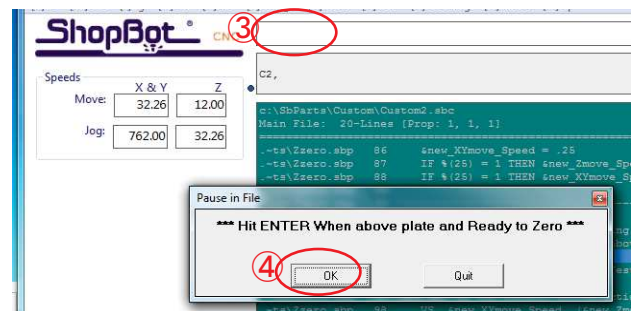 ShopBot CNC
③
Speeds
X & Y Z
Move: 32.26 12.00
Jog: 762.00 32.26
C2,
c:\SbParts\Custom\Custom2.sbc
Main File: 20-Lines [Prop: 1, 1, 1]
.~ts\Zzero.sbp 86 &new_XYmove_Speed = .25
.~ts\Zzero.sbp 87 IF %(25) = 1 THEN &new_Zmove_Spe
.~ts\Zzero.sbp 88 IF %(25) = 1 THEN &new_XYmove_S
Pause in File
*** Hit ENTER When above plate and Ready to Zero ***
④
OK Quit